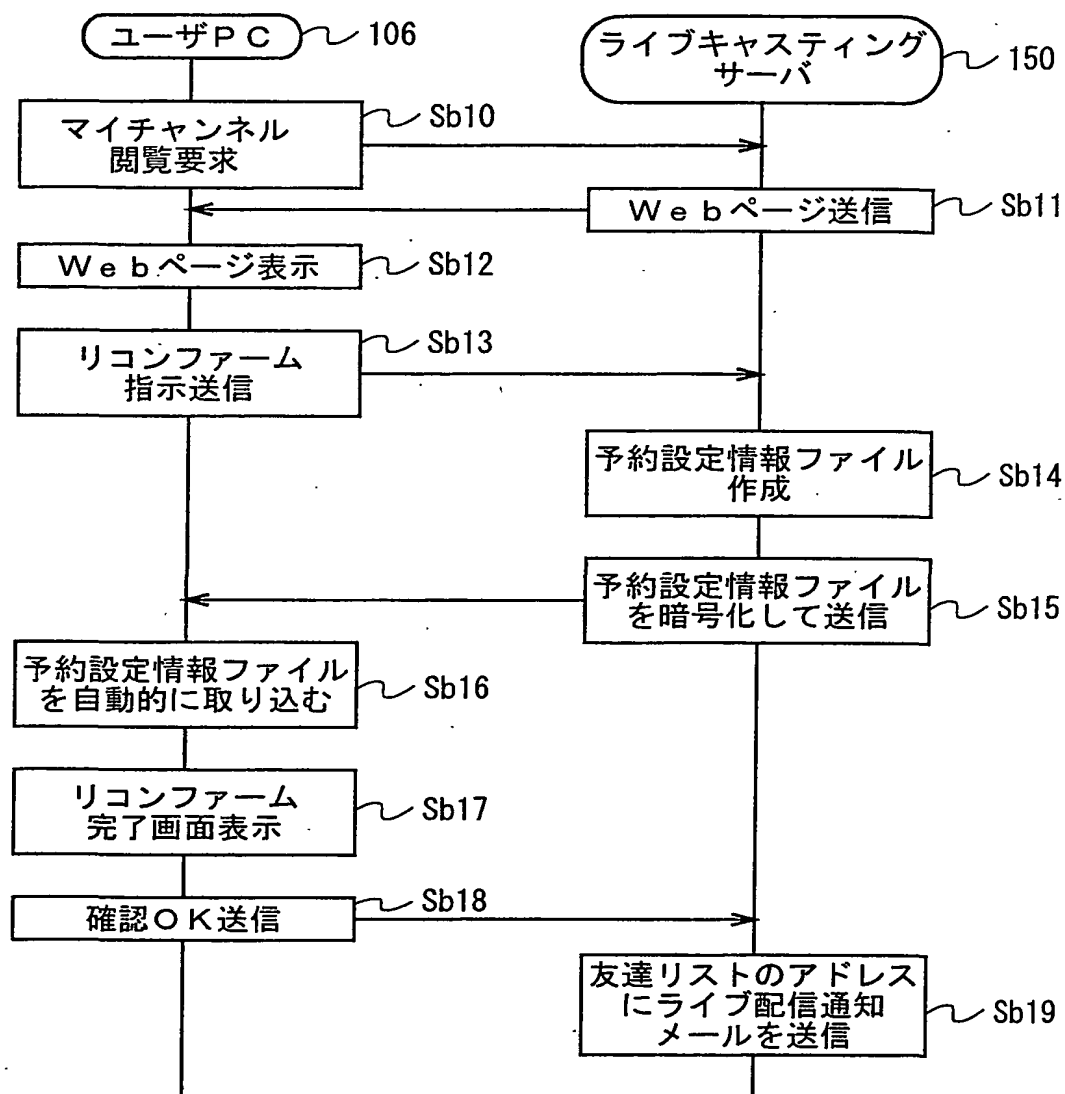 ユーザＰＣ
106
ライブキャスティング
サーバ
150
マイチャンネル
閲覧要求
Sb10
Ｗｅｂページ送信
Sb11
Ｗｅｂページ表示
Sb12
リコンファーム
指示送信
Sb13
予約設定情報ファイル
作成
Sb14
予約設定情報ファイル
を暗号化して送信
Sb15
予約設定情報ファイル
を自動的に取り込む
Sb16
リコンファーム
完了画面表示
Sb17
確認ＯＫ送信
Sb18
友達リストのアドレス
にライブ配信通知
メールを送信
Sb19